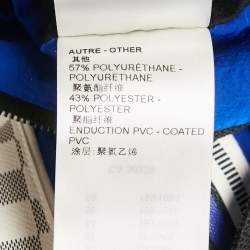 AUTRE - OTHER
其他
57% POLYURÉTHANE -
POLYURETHANE
聚氨酯纤维
43% POLYESTER -
POLYESTER
聚酯纤维
ENDUCTION PVC - COATED
PVC
涂层: 聚氯乙烯